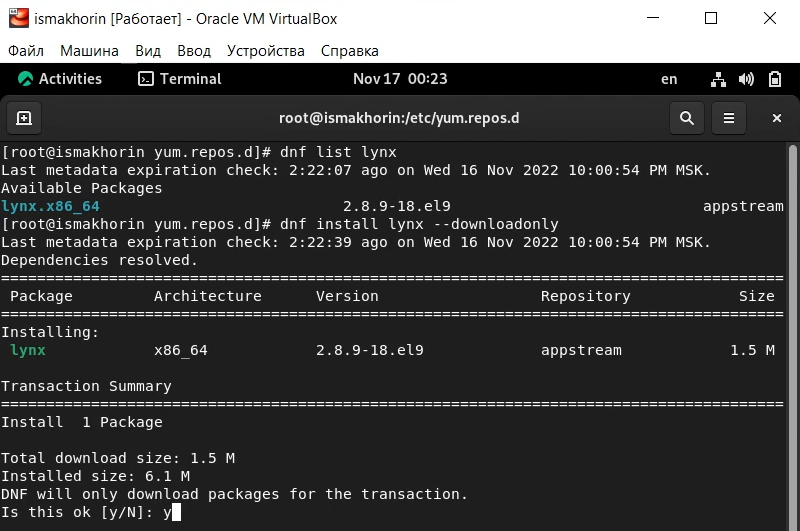 ismakhorin [Работает] - Oracle VM VirtualBox
Файл Машина Вид Ввод Устройства Справка
Activities Terminal Nov 17 00:23 en
root@ismakhorin:/etc/yum.repos.d
[root@ismakhorin yum.repos.d]# dnf list lynx
Last metadata expiration check: 2:22:07 ago on Wed 16 Nov 2022 10:00:54 PM MSK.
Available Packages
lynx.x86_64 2.8.9-18.el9 appstream
[root@ismakhorin yum.repos.d]# dnf install lynx --downloadonly
Last metadata expiration check: 2:22:39 ago on Wed 16 Nov 2022 10:00:54 PM MSK.
Dependencies resolved.
================================================================================
Package Architecture Version Repository Size
================================================================================
Installing:
lynx x86_64 2.8.9-18.el9 appstream 1.5 M
Transaction Summary
================================================================================
Install 1 Package
Total download size: 1.5 M
Installed size: 6.1 M
DNF will only download packages for the transaction.
Is this ok [y/N]: y